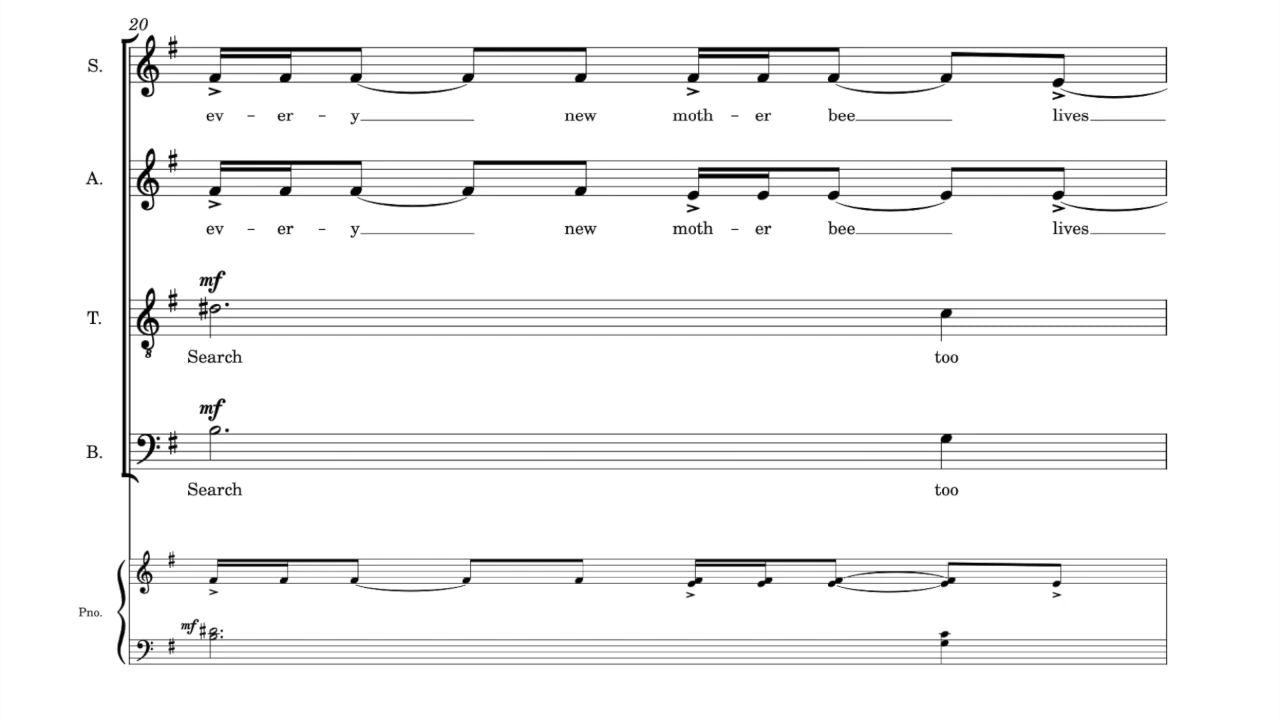 20
S.
ev - er - y new moth - er bee lives
A.
ev - er - y new moth - er bee lives
mf
T.
8
Search too
mf
B.
Search too
Pno.
mf